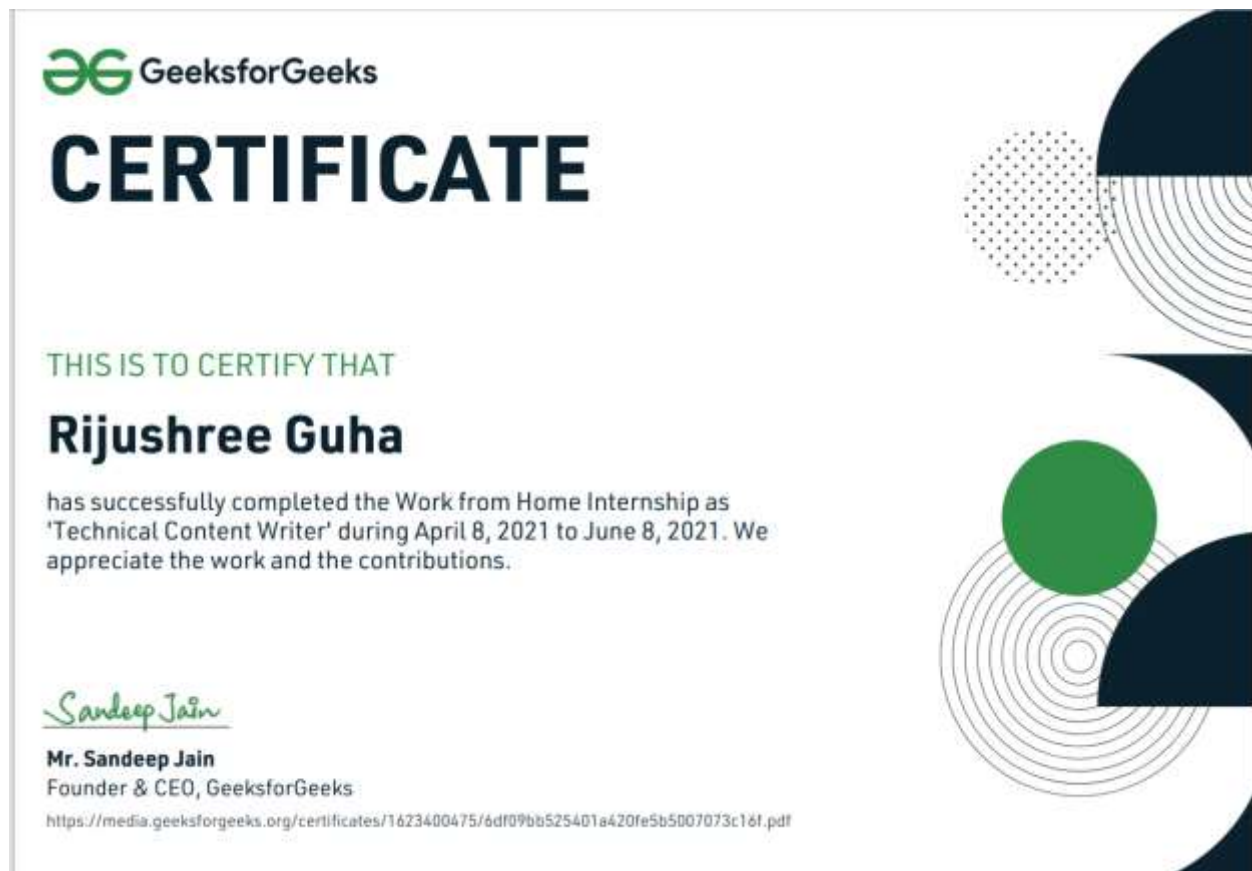 GeeksforGeeks
CERTIFICATE
THIS IS TO CERTIFY THAT
Rijushree Guha
has successfully completed the Work from Home Internship as
'Technical Content Writer' during April 8, 2021 to June 8, 2021. We
appreciate the work and the contributions.
Sandeep Jain
Mr. Sandeep Jain
Founder & CEO, GeeksforGeeks
https://media.geeksforgeeks.org/certificates/1623400475/6df09bb525401a420fe5b5007073c16f.pdf